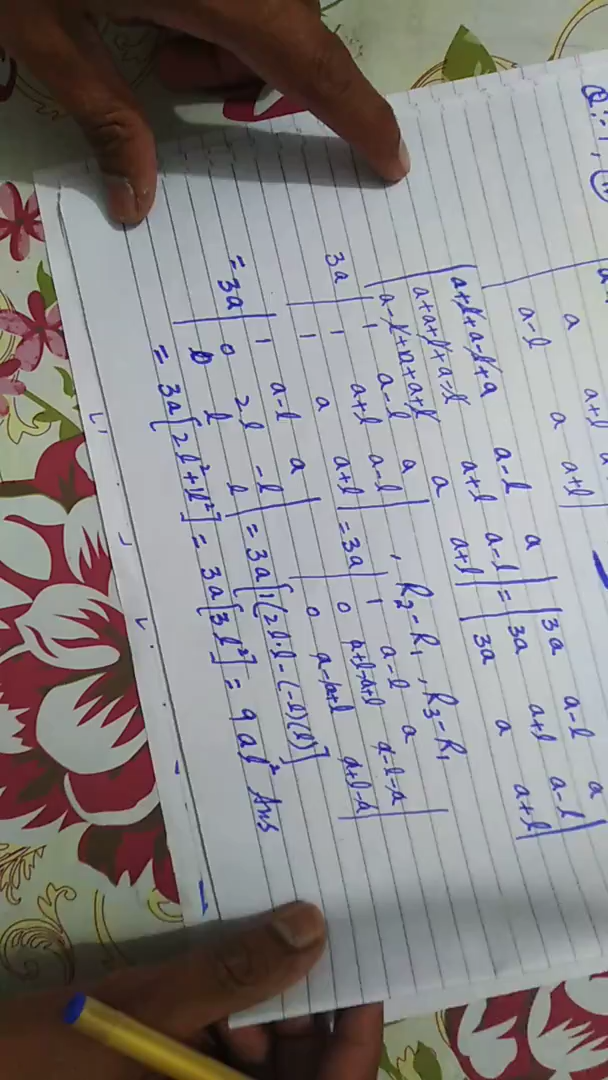 Q:- 1,
a+l
a a-l
a-l a a+l
| a+l+a-l+a a-l a | = | 3a a-l a |
| a+a+l+a-l a+l a-l | | 3a a+l a-l |
| a-l+a+a+l a a+l | | 3a a a+l |
3a | 1 a-l a | , R₂-R₁, R₃-R₁
| 1 a+l a-l | = 3a | 1 a-l a |
| 1 a a+l | | 0 a+l-a+l a-l-a |
| 0 a-a+l a+l-a |
= 3a | 1 a-l a |
| 0 2l -l | = 3a[1(2l.l-(-l)(l)]
| 0 l l |
= 3a[2l²+l²] = 3a[3l²] = 9al² Ans